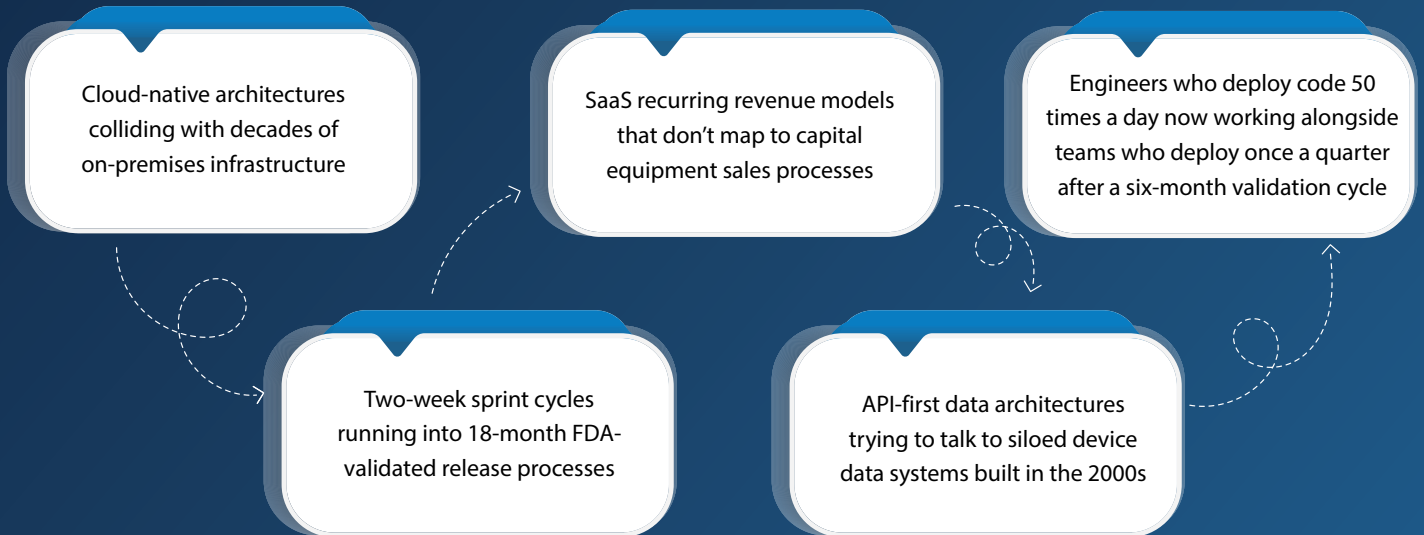 Cloud-native architectures
colliding with decades of
on-premises infrastructure
Two-week sprint cycles
running into 18-month FDA-
validated release processes
SaaS recurring revenue models
that don’t map to capital
equipment sales processes
API-first data architectures
trying to talk to siloed device
data systems built in the 2000s
Engineers who deploy code 50
times a day now working alongside
teams who deploy once a quarter
after a six-month validation cycle